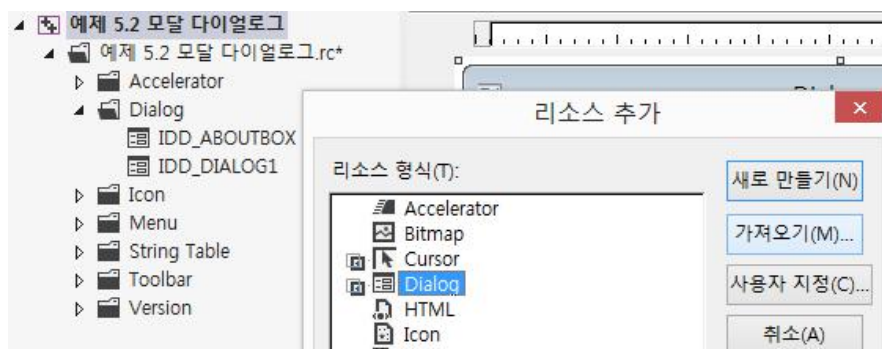 예제 5.2 모달 다이얼로그
예제 5.2 모달 다이얼로그.rc*
Accelerator
Dialog
IDD_ABOUTBOX
IDD_DIALOG1
Icon
Menu
String Table
Toolbar
Version
리소스 추가
리소스 형식(T):
Accelerator
Bitmap
Cursor
Dialog
HTML
Icon
새로 만들기(N)
가져오기(M)...
사용자 지정(C)...
취소(A)